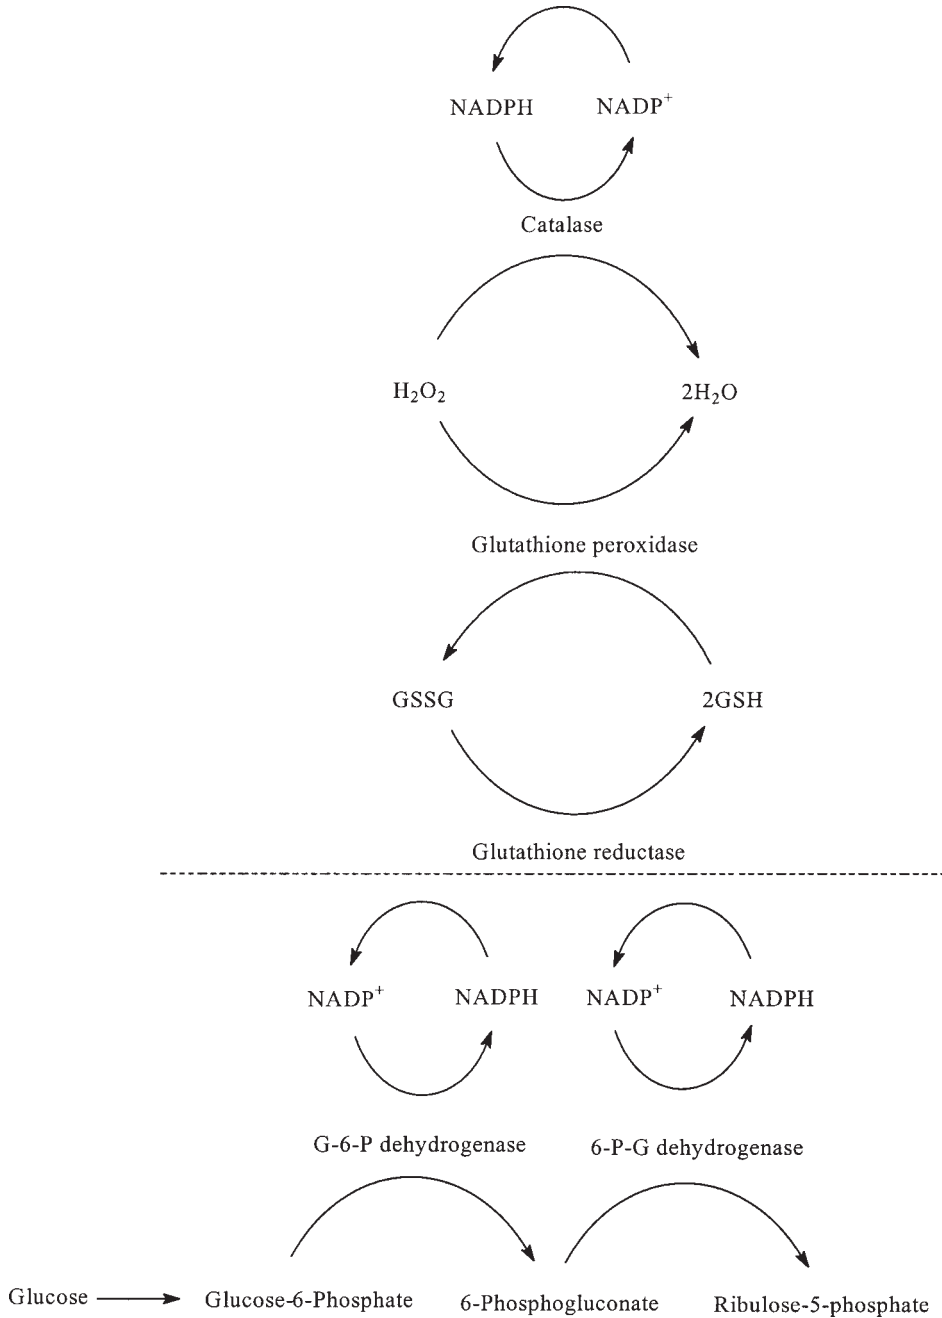 NADPH NADP⁺
Catalase
H₂O₂ 2H₂O
Glutathione peroxidase
GSSG 2GSH
Glutathione reductase
NADP⁺ NADPH NADP⁺ NADPH
G-6-P dehydrogenase 6-P-G dehydrogenase
Glucose Glucose-6-Phosphate 6-Phosphogluconate Ribulose-5-phosphate